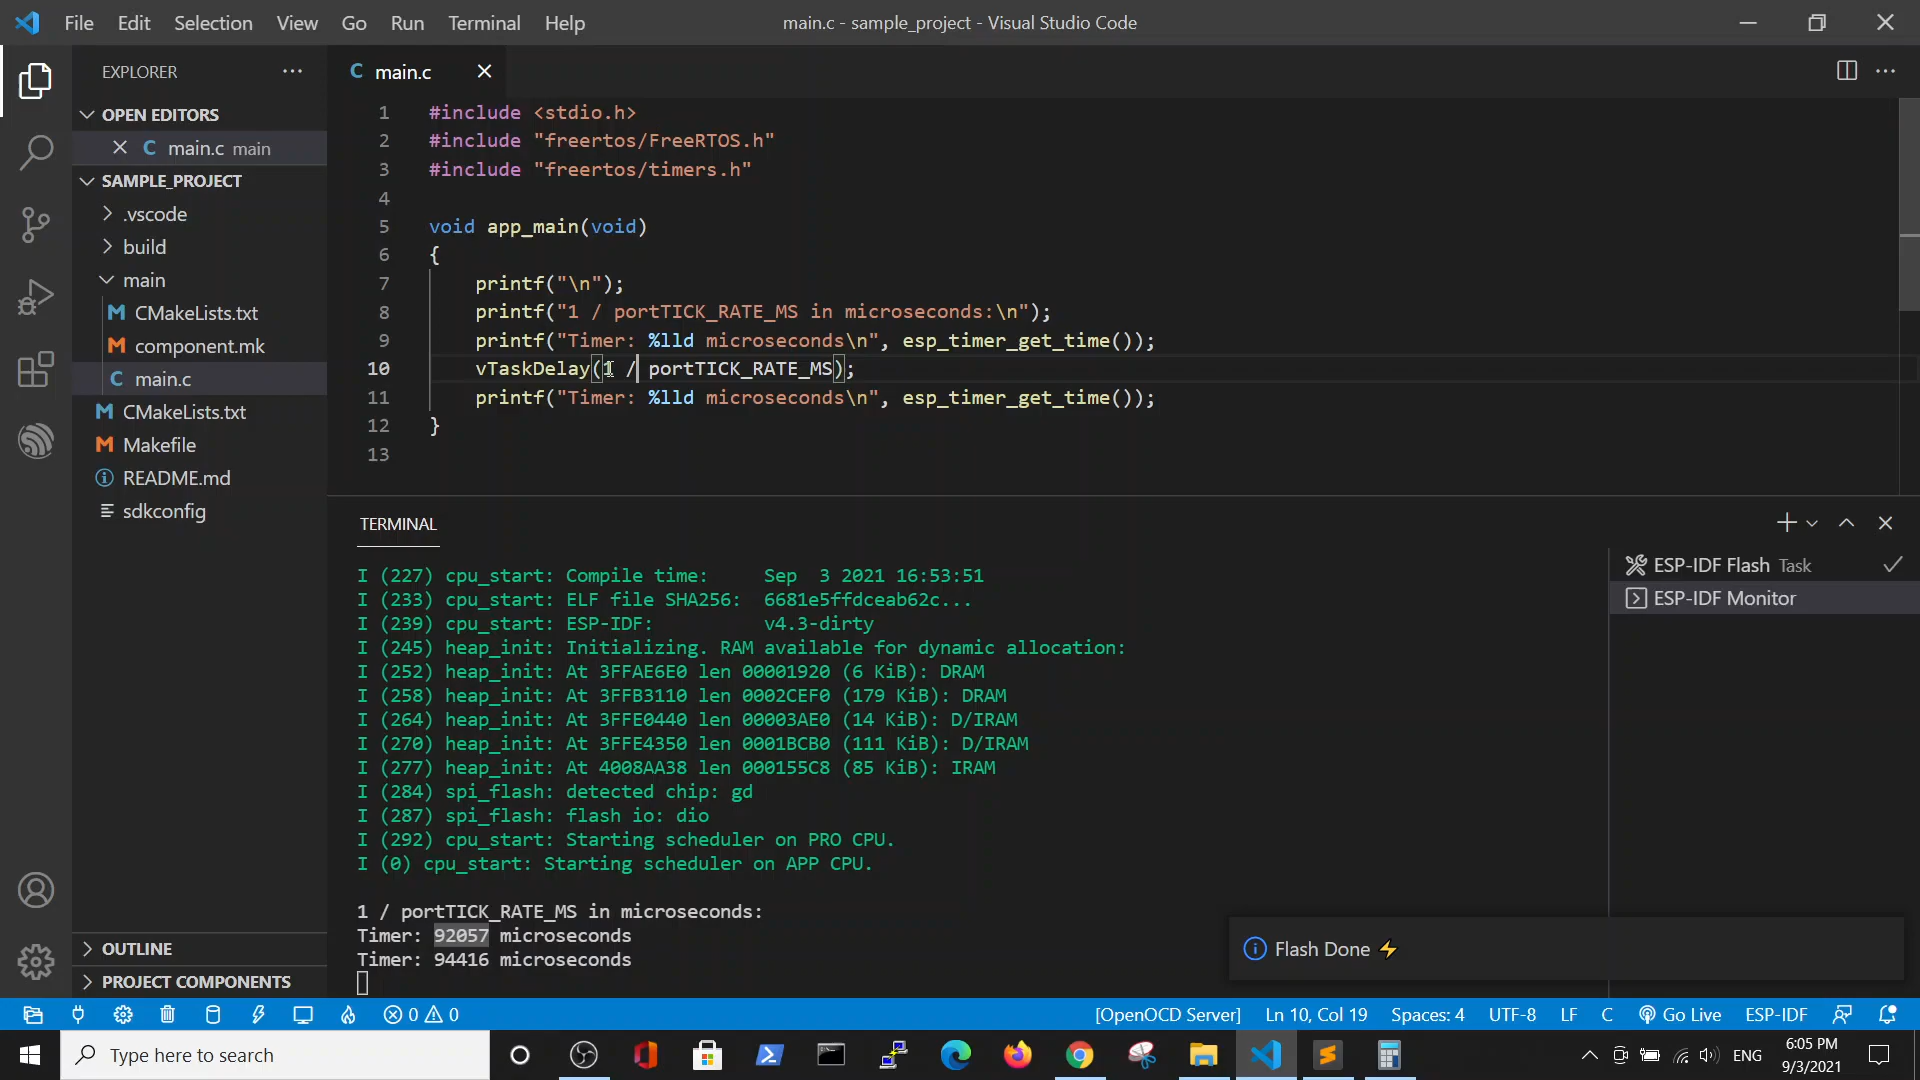 File Edit Selection View Go Run Terminal Help main.c - sample_project - Visual Studio Code
EXPLORER
OPEN EDITORS
C main.c main
SAMPLE_PROJECT
.vscode
build
main
M CMakeLists.txt
M component.mk
C main.c
M CMakeLists.txt
M Makefile
README.md
sdkconfig
OUTLINE
PROJECT COMPONENTS
C main.c
1 #include <stdio.h>
2 #include "freertos/FreeRTOS.h"
3 #include "freertos/timers.h"
4
5 void app_main(void)
6 {
7 printf("\n");
8 printf("1 / portTICK_RATE_MS in microseconds:\n");
9 printf("Timer: %lld microseconds\n", esp_timer_get_time());
10 vTaskDelay(1 / portTICK_RATE_MS);
11 printf("Timer: %lld microseconds\n", esp_timer_get_time());
12 }
13
TERMINAL
I (227) cpu_start: Compile time: Sep 3 2021 16:53:51
I (233) cpu_start: ELF file SHA256: 6681e5ffdceab62c...
I (239) cpu_start: ESP-IDF: v4.3-dirty
I (245) heap_init: Initializing. RAM available for dynamic allocation:
I (252) heap_init: At 3FFAE6E0 len 00001920 (6 KiB): DRAM
I (258) heap_init: At 3FFB3110 len 0002CEF0 (179 KiB): DRAM
I (264) heap_init: At 3FFE0440 len 00003AE0 (14 KiB): D/IRAM
I (270) heap_init: At 3FFE4350 len 0001BCB0 (111 KiB): D/IRAM
I (277) heap_init: At 4008AA38 len 000155C8 (85 KiB): IRAM
I (284) spi_flash: detected chip: gd
I (287) spi_flash: flash io: dio
I (292) cpu_start: Starting scheduler on PRO CPU.
I (0) cpu_start: Starting scheduler on APP CPU.
1 / portTICK_RATE_MS in microseconds:
Timer: 92057 microseconds
Timer: 94416 microseconds
ESP-IDF Flash Task
ESP-IDF Monitor
Flash Done
0 0 [OpenOCD Server] Ln 10, Col 19 Spaces: 4 UTF-8 LF C Go Live ESP-IDF
Type here to search
ENG
6:05 PM
9/3/2021